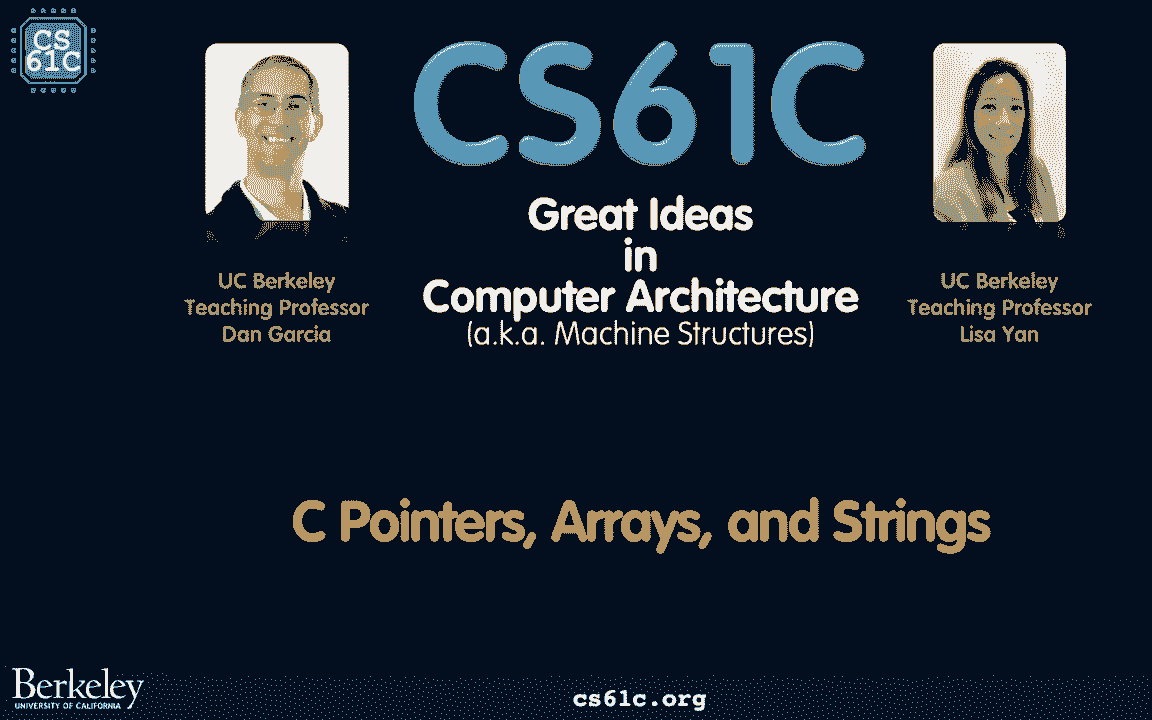 CS
61C
CS61C
Great Ideas
in
Computer Architecture
(a.k.a. Machine Structures)
UC Berkeley
Teaching Professor
Dan Garcia
UC Berkeley
Teaching Professor
Lisa Yan
C Pointers, Arrays, and Strings
Berkeley
UNIVERSITY OF CALIFORNIA
cs61c.org